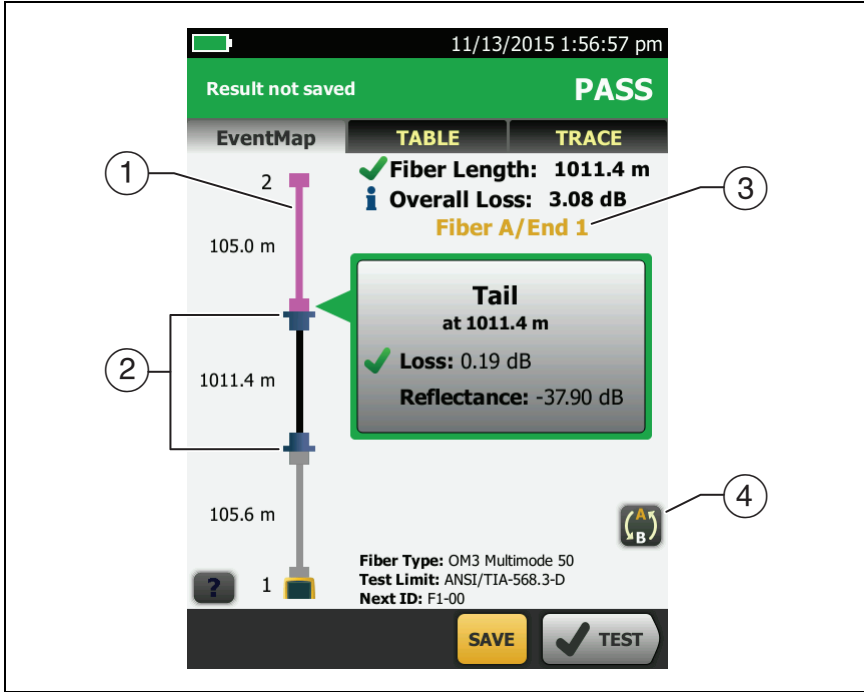 11/13/2015 1:56:57 pm
Result not saved PASS
EventMap TABLE TRACE
1
2
3
4
2
105.0 m
1011.4 m
105.6 m
1
Fiber Length: 1011.4 m
i Overall Loss: 3.08 dB
Fiber A/End 1
Tail
at 1011.4 m
Loss: 0.19 dB
Reflectance: -37.90 dB
A
B
Fiber Type: OM3 Multimode 50
Test Limit: ANSI/TIA-568.3-D
Next ID: F1-00
?
SAVE TEST